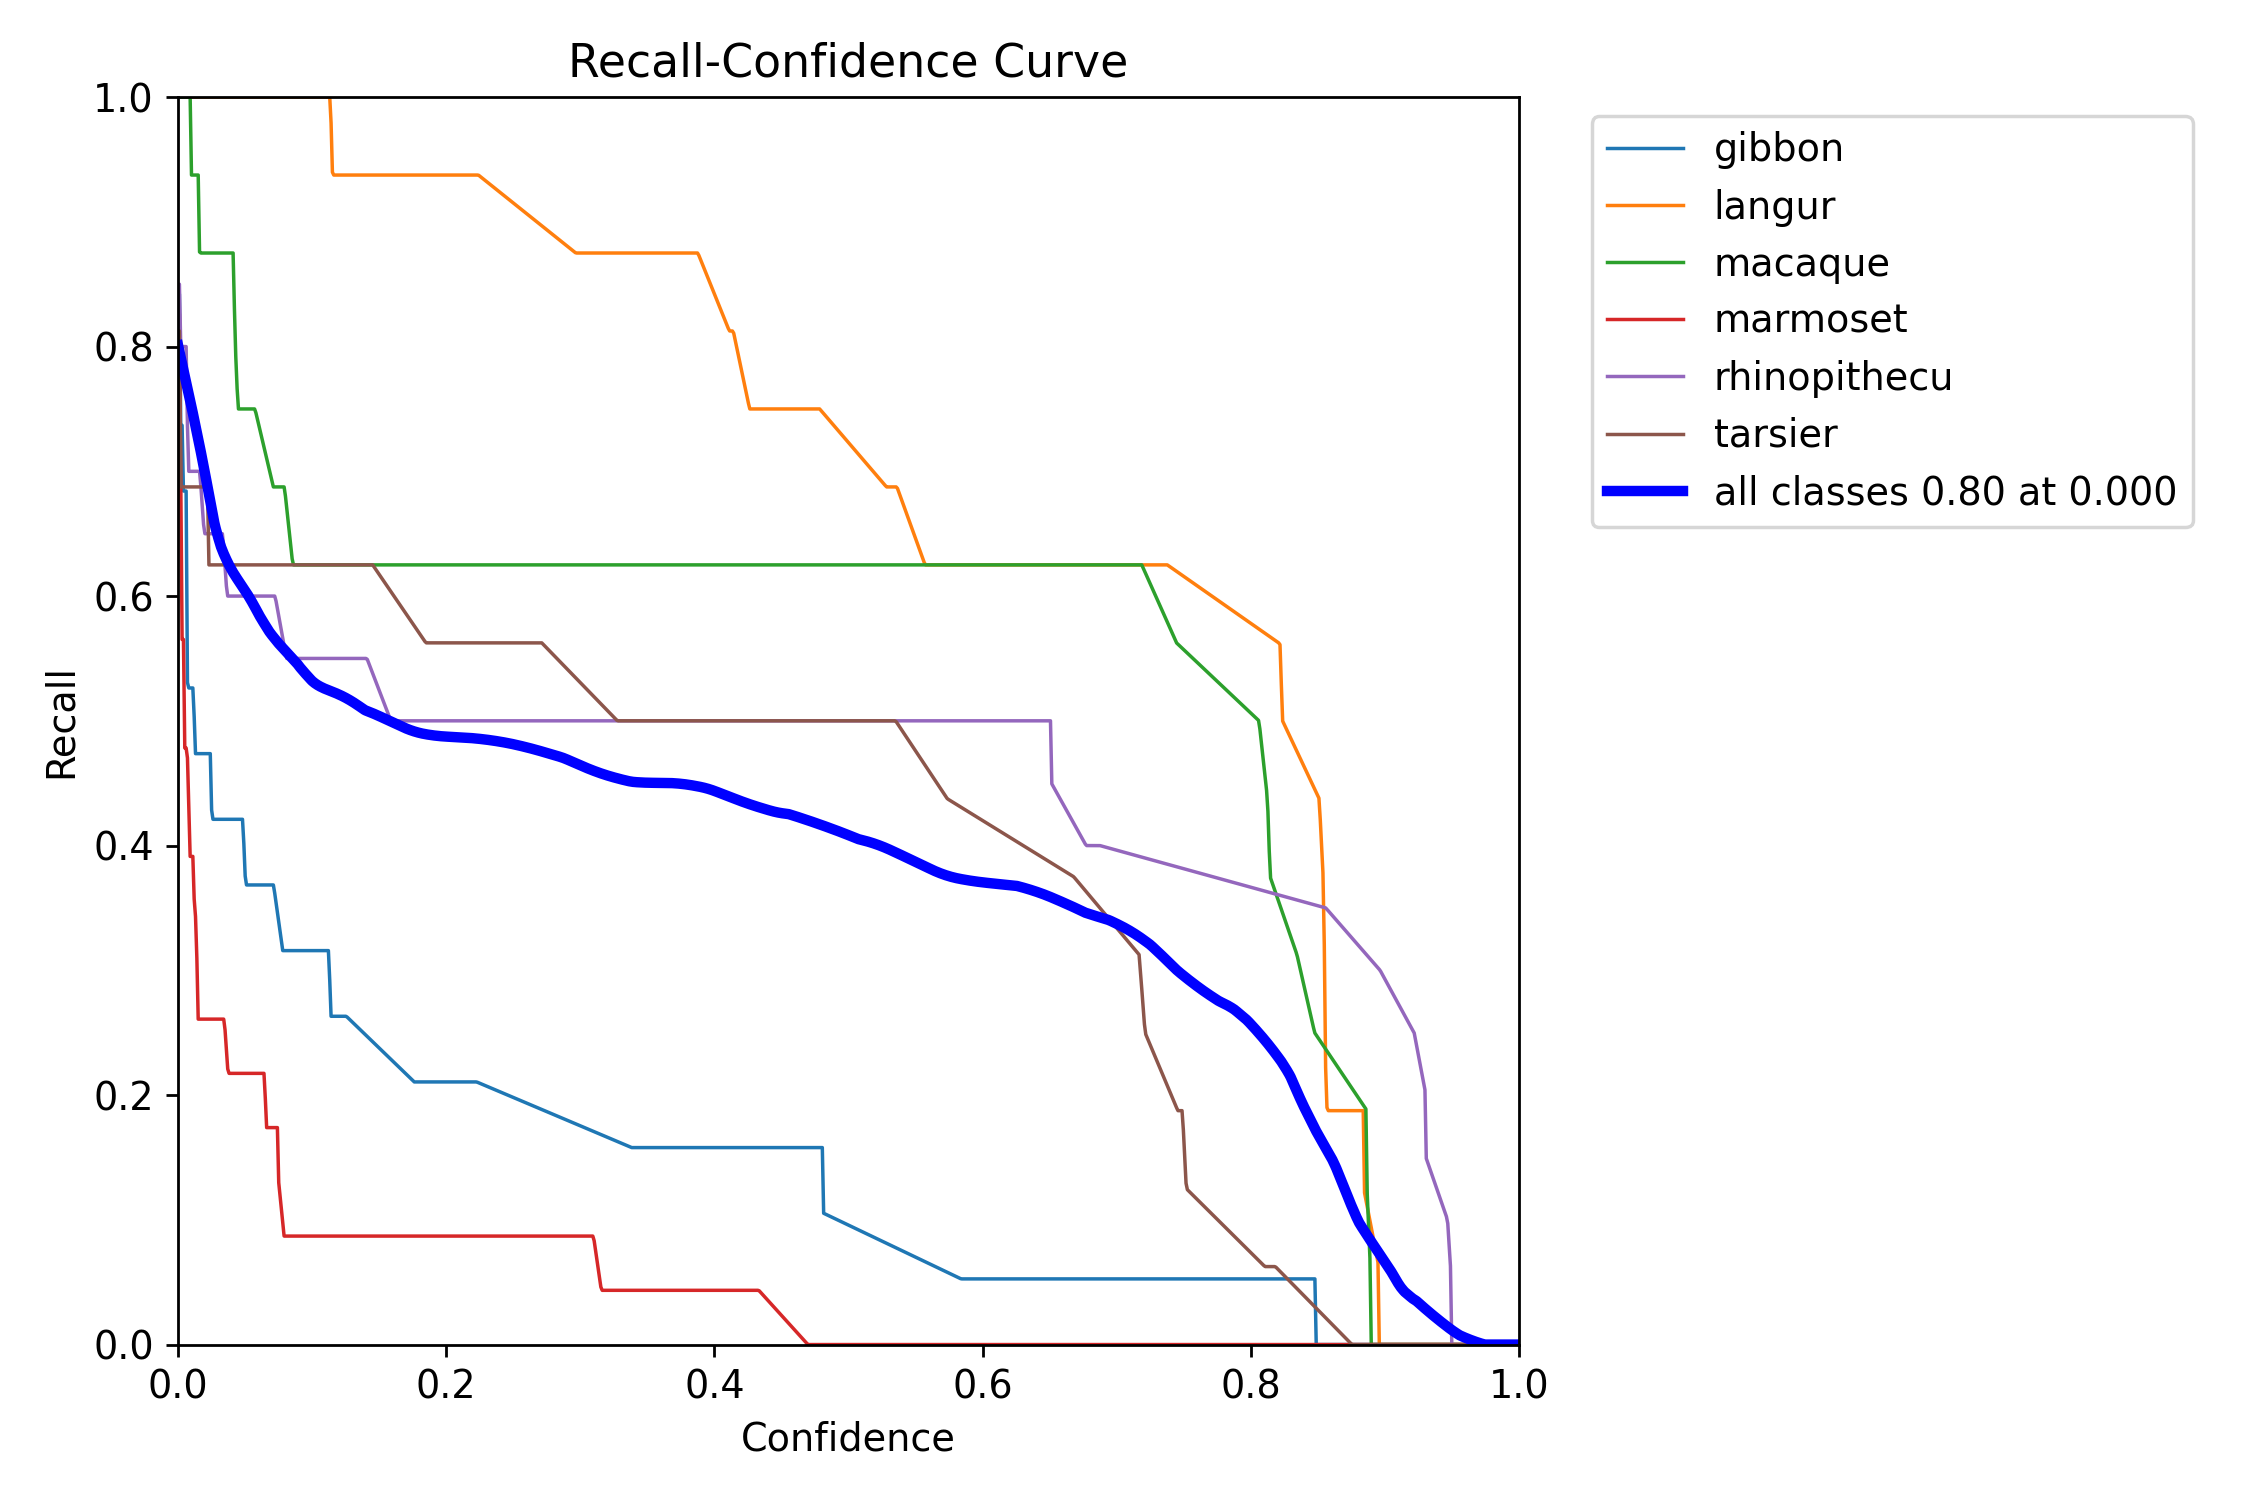 Recall-Confidence Curve
1.0
0.8
0.6
0.4
0.2
0.0
Recall
0.0 0.2 0.4 0.6 0.8 1.0
Confidence
gibbon
langur
macaque
marmoset
rhinopithecu
tarsier
all classes 0.80 at 0.000